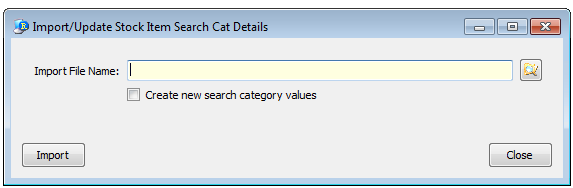 Import/Update Stock Item Search Cat Details
Import File Name:
Create new search category values
Import Close